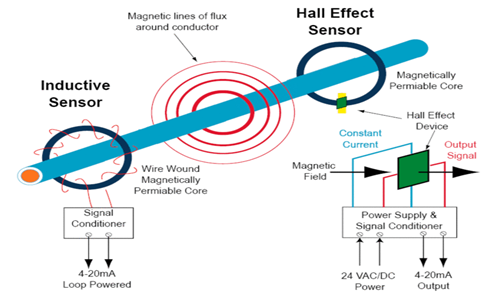 Magnetic lines of flux
around conductor
Hall Effect
Sensor
Inductive
Sensor
Magnetically
Permiable Core
Hall Effect
Device
Constant
Current
Output
Signal
Wire Wound
Magnetically
Permiable Core
Magnetic
Field
Signal
Conditioner
Power Supply &
Signal Conditioner
4-20mA
Loop Powered
24 VAC/DC
Power
4-20mA
Output